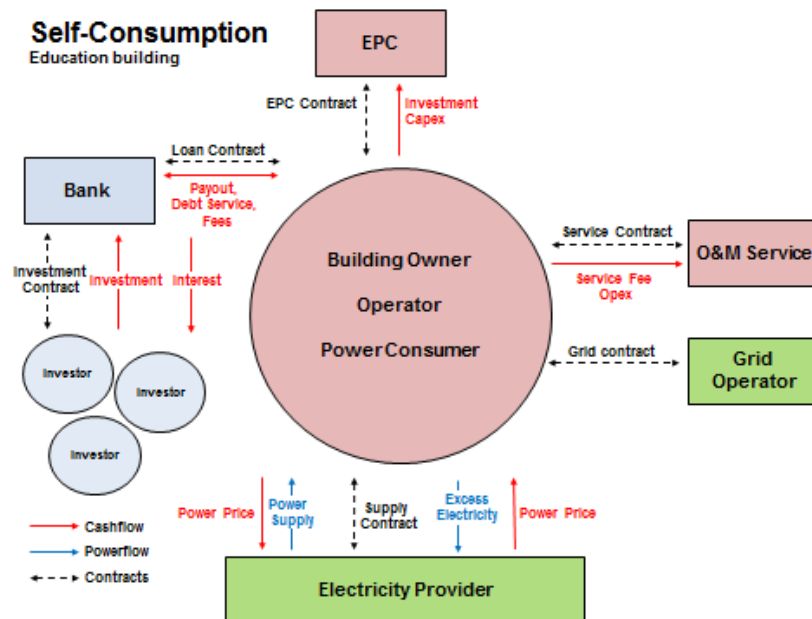 Self-Consumption
Education building
EPC
EPC Contract
Investment
Capex
Loan Contract
Bank
Payout,
Debt Service,
Fees
Investment
Contract
Investment
Interest
Building Owner
Operator
Power Consumer
Service Contract
O&M Service
Service Fee
Opex
Grid contract
Grid
Operator
Investor
Investor
Investor
Power Price
Power
Supply
Supply
Contract
Excess
Electricity
Power Price
Cashflow
Powerflow
Contracts
Electricity Provider